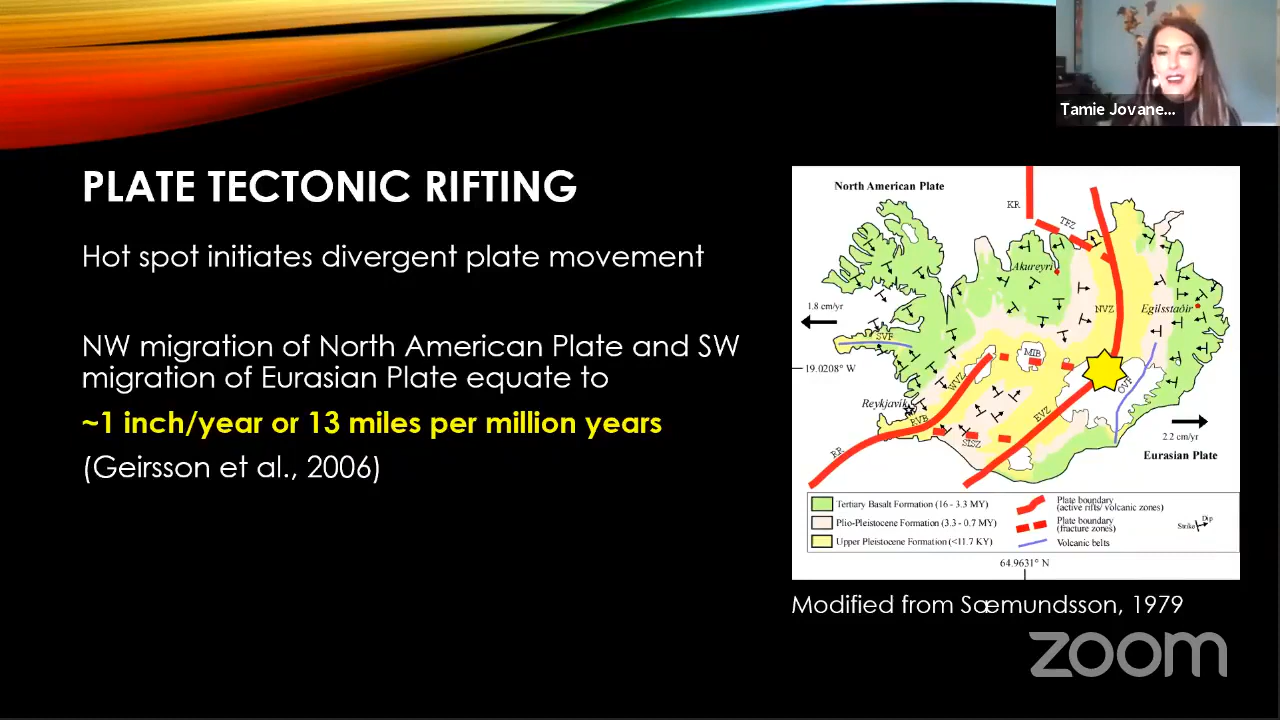 Tamie Jovane...
PLATE TECTONIC RIFTING
Hot spot initiates divergent plate movement
NW migration of North American Plate and SW
migration of Eurasian Plate equate to
~1 inch/year or 13 miles per million years
(Geirsson et al., 2006)
North American Plate
KR
TFZ
Akureyri
1.8 cm/yr
NVZ
Egilsstaðir
SVF
MIB
19.0208° W
WVZ
ÖVF
Reykjavík
RVB
EVZ
2.2 cm/yr
SISZ
RR
Eurasian Plate
Tertiary Basalt Formation (16 - 3.3 MY)
Plio-Pleistocene Formation (3.3 - 0.7 MY)
Upper Pleistocene Formation (<11.7 KY)
Plate boundary
(active rifts/ volcanic zones)
Plate boundary
(fracture zones)
Volcanic belts
Strike
Dip
64.9631° N
Modified from Sæmundsson, 1979
zoom